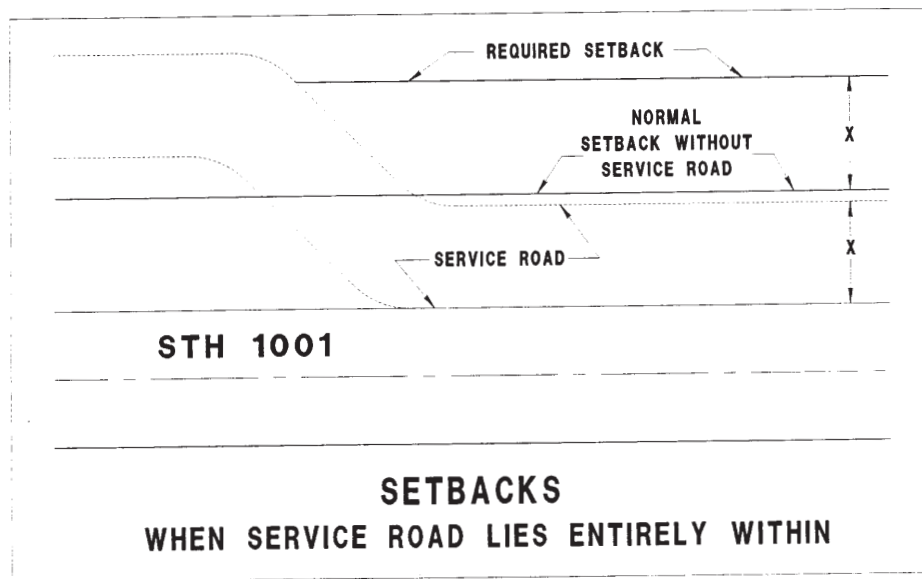 REQUIRED SETBACK
NORMAL
SETBACK WITHOUT
SERVICE ROAD
X
X
SERVICE ROAD
STH 1001
SETBACKS
WHEN SERVICE ROAD LIES ENTIRELY WITHIN